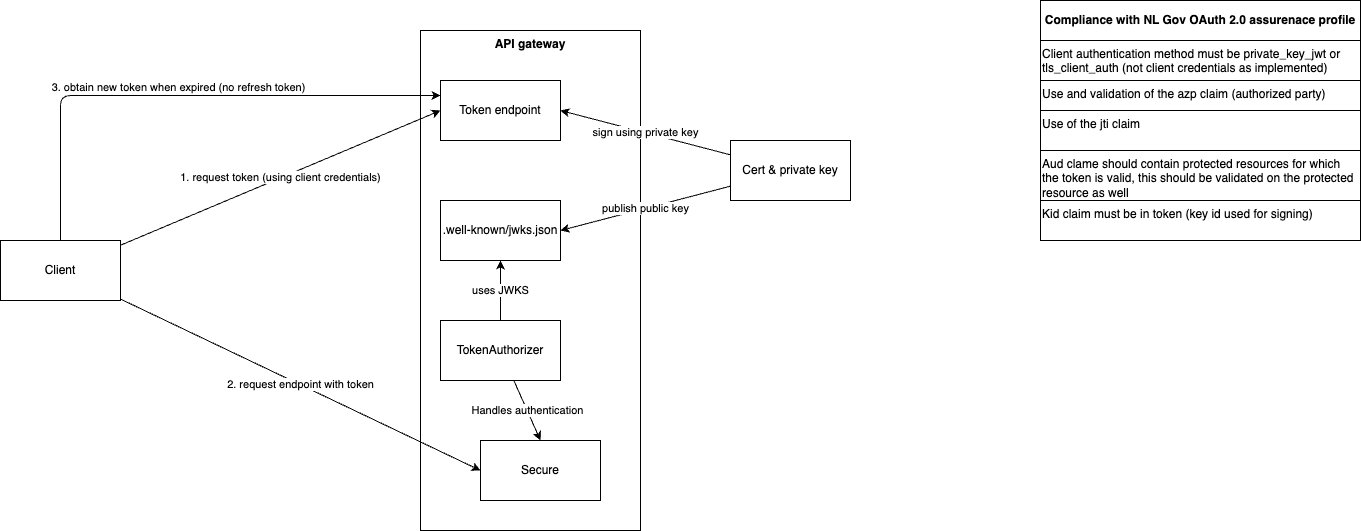 API gateway
3. obtain new token when expired (no refresh token)
Token endpoint
sign using private key
1. request token (using client credentials)
Cert & private key
publish public key
.well-known/jwks.json
Client
uses JWKS
TokenAuthorizer
2. request endpoint with token
Handles authentication
Secure
Compliance with NL Gov OAuth 2.0 assurenace profile
Client authentication method must be private_key_jwt or
tls_client_auth (not client credentials as implemented)
Use and validation of the azp claim (authorized party)
Use of the jti claim
Aud clame should contain protected resources for which
the token is valid, this should be validated on the protected
resource as well
Kid claim must be in token (key id used for signing)